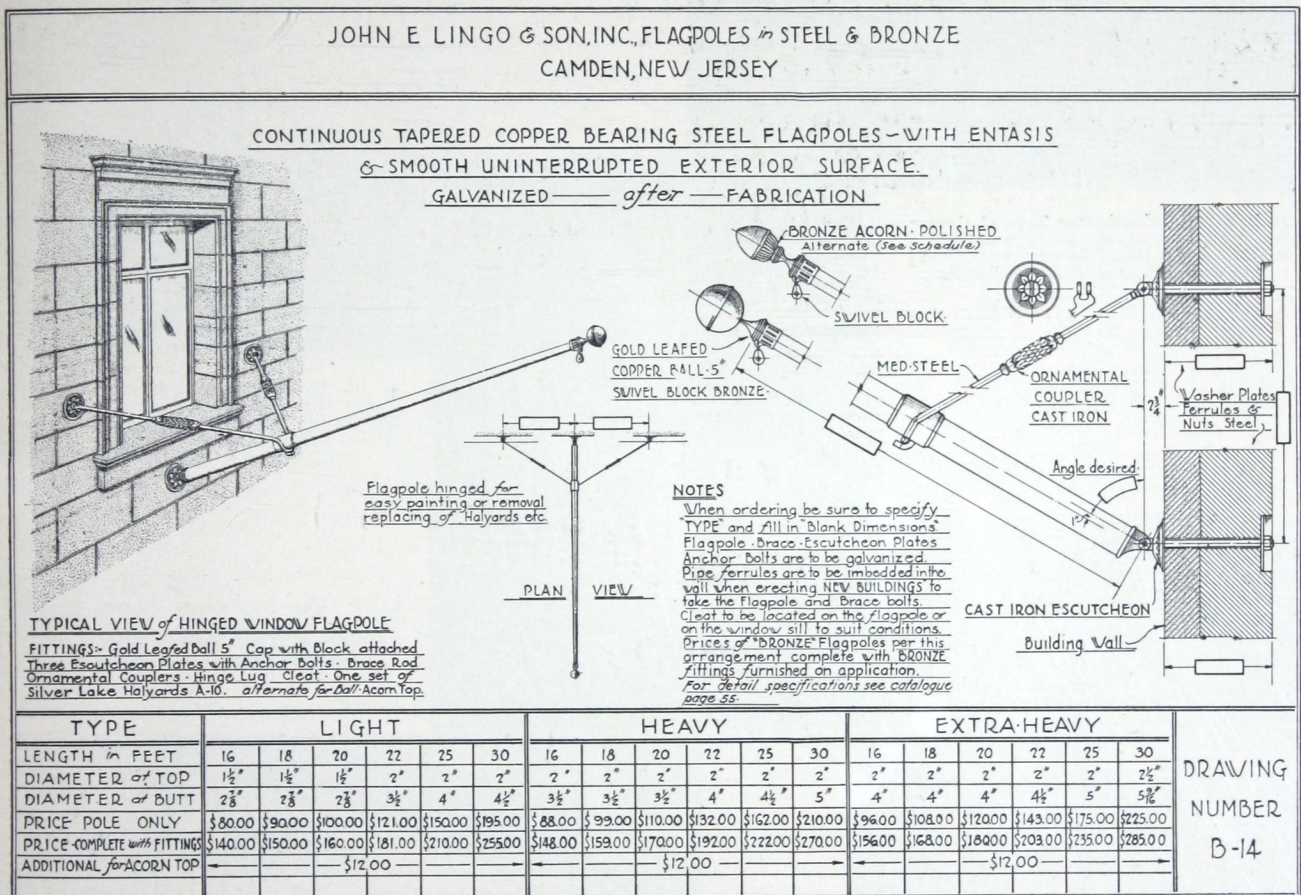 JOHN E LINGO & SON, INC., FLAGPOLES in STEEL & BRONZE
CAMDEN, NEW JERSEY
CONTINUOUS TAPERED COPPER BEARING STEEL FLAGPOLES-WITH ENTASIS
& SMOOTH UNINTERRUPTED EXTERIOR SURFACE.
GALVANIZED — after — FABRICATION
BRONZE ACORN-POLISHED
Alternate (See Schedule)
SWIVEL BLOCK
GOLD LEAFED
COPPER BALL-5"
SWIVEL BLOCK BRONZE
MED-STEEL
ORNAMENTAL
COUPLER
CAST IRON
2 3/4"
Washer Plates
Ferrules &
Nuts Steel
Angle desired
CAST IRON ESCUTCHEON
Building Wall
Flagpole hinged for
easy painting or removal
replacing of Halyards etc.
PLAN VIEW
NOTES
When ordering be sure to specify
"TYPE" and fill in "Blank Dimensions"
Flagpole - Brace - Escutcheon Plates
Anchor Bolts are to be galvanized.
Pipe ferrules are to be imbedded in the
wall when erecting NEW BUILDINGS to
take the Flagpole and Brace bolts.
Cleat to be located on the flagpole or
on the window sill to suit conditions.
Prices of "BRONZE" Flagpoles per this
arrangement complete with BRONZE
fittings furnished on application.
For detail specifications see catalogue
page 55.
TYPICAL VIEW of HINGED WINDOW FLAGPOLE
FITTINGS:- Gold Leafed Ball 5" Cap with Block attached
Three Esoutcheon Plates with Anchor Bolts - Brace Rod
Ornamental Couplers - Hinge Lug Cleat - One set of
Silver Lake Halyards A-10. alternate for Ball-Acorn Top.
TYPE LIGHT HEAVY EXTRA-HEAVY
LENGTH in FEET 16 18 20 22 25 30 16 18 20 22 25 30 16 18 20 22 25 30
DIAMETER at TOP 1½" 1½" 1½" 2" 2" 2" 2" 2" 2" 2" 2" 2" 2" 2" 2" 2" 2" 2½"
DIAMETER at BUTT 2⅞" 2⅞" 2⅞" 3½" 4" 4½" 3½" 3½" 3½" 4" 4½" 5" 4" 4" 4" 4½" 5" 5 9/16"
PRICE POLE ONLY $80.00 $90.00 $100.00 $121.00 $150.00 $195.00 $88.00 $99.00 $110.00 $132.00 $162.00 $210.00 $96.00 $108.00 $120.00 $143.00 $175.00 $225.00
PRICE-COMPLETE with FITTINGS $140.00 $150.00 $160.00 $181.00 $210.00 $255.00 $148.00 $159.00 $170.00 $192.00 $222.00 $270.00 $156.00 $168.00 $180.00 $203.00 $235.00 $285.00
ADDITIONAL for ACORN TOP $12.00 $12.00 $12.00
DRAWING
NUMBER
B-14